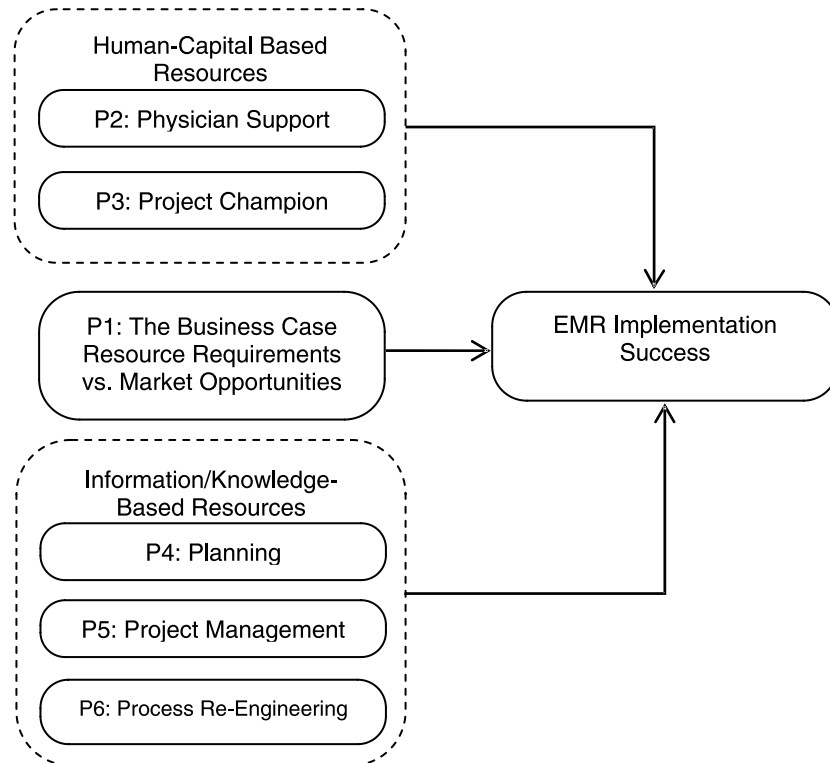 Human-Capital Based
Resources
P2: Physician Support
P3: Project Champion
P1: The Business Case
Resource Requirements
vs. Market Opportunities
EMR Implementation
Success
Information/Knowledge-
Based Resources
P4: Planning
P5: Project Management
P6: Process Re-Engineering